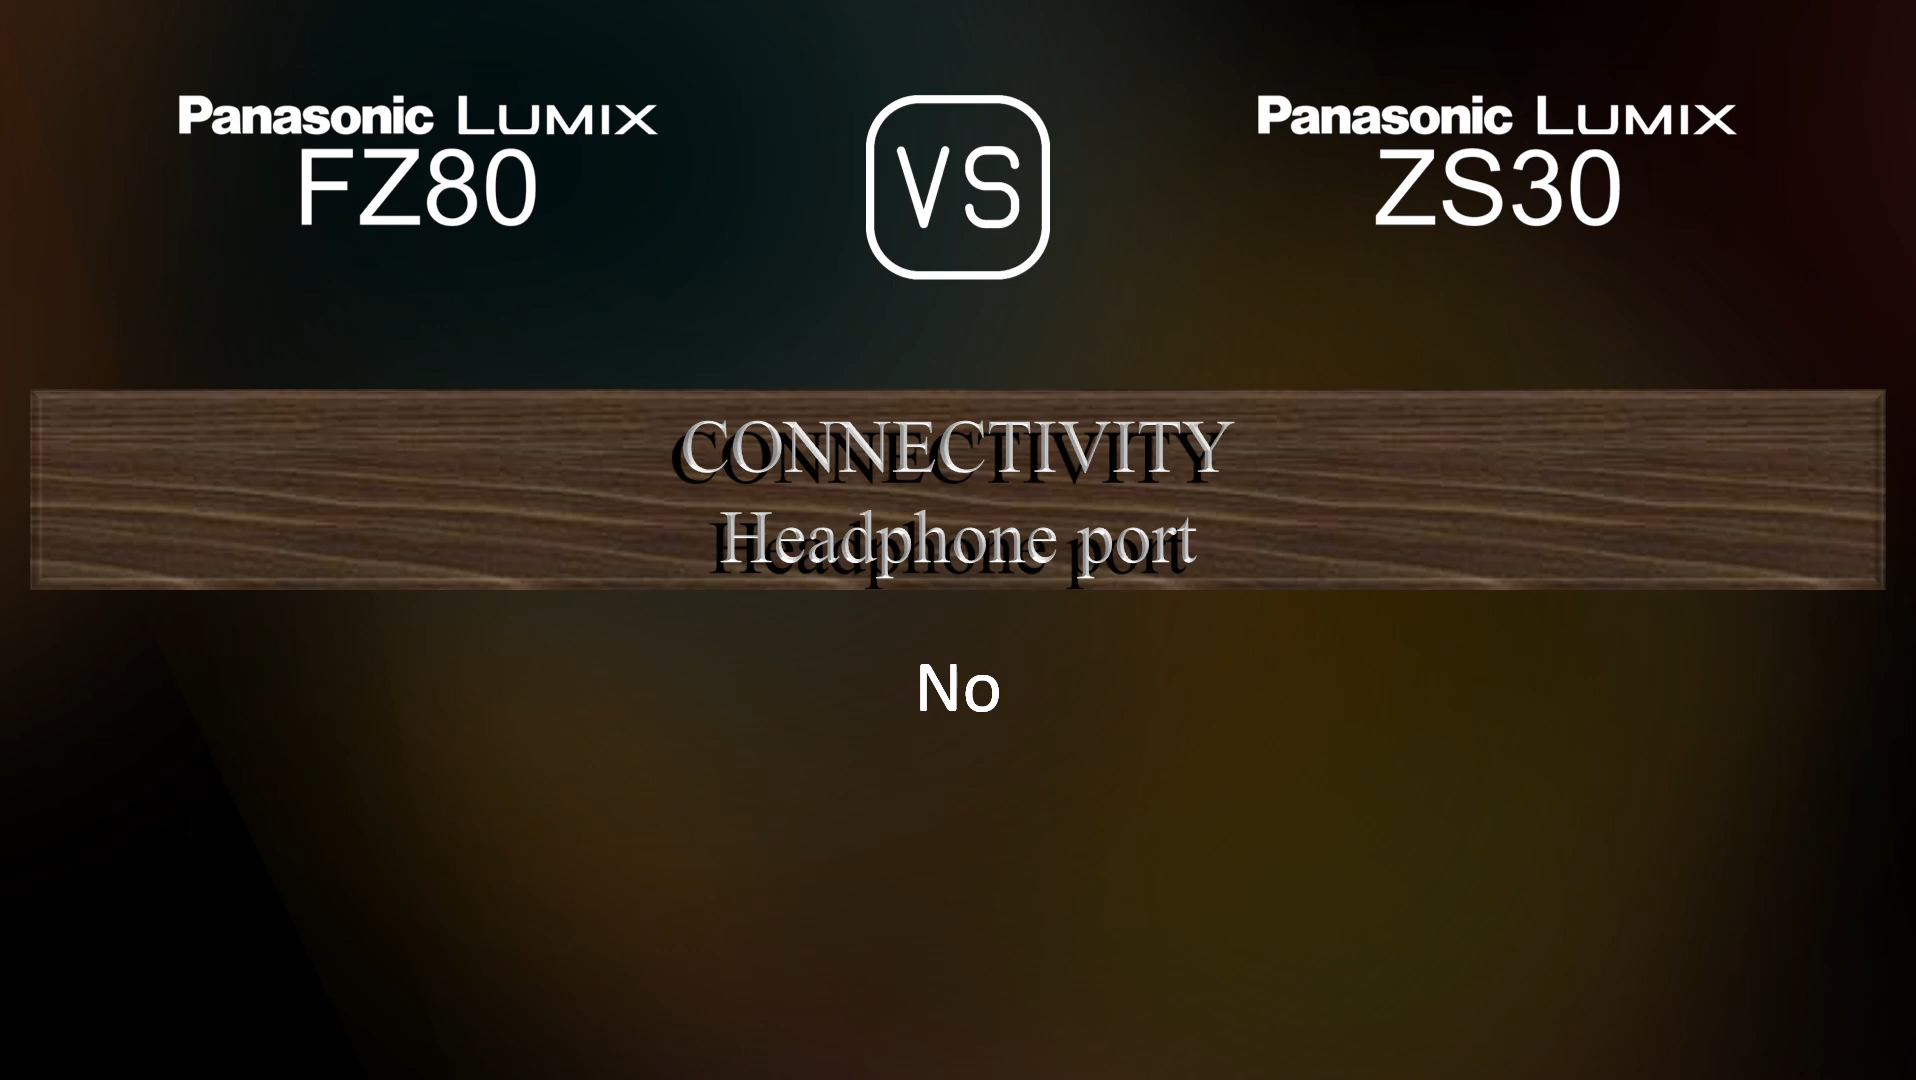 Panasonic LUMIX
FZ80
VS
Panasonic LUMIX
ZS30
CONNECTIVITY
Headphone port
No